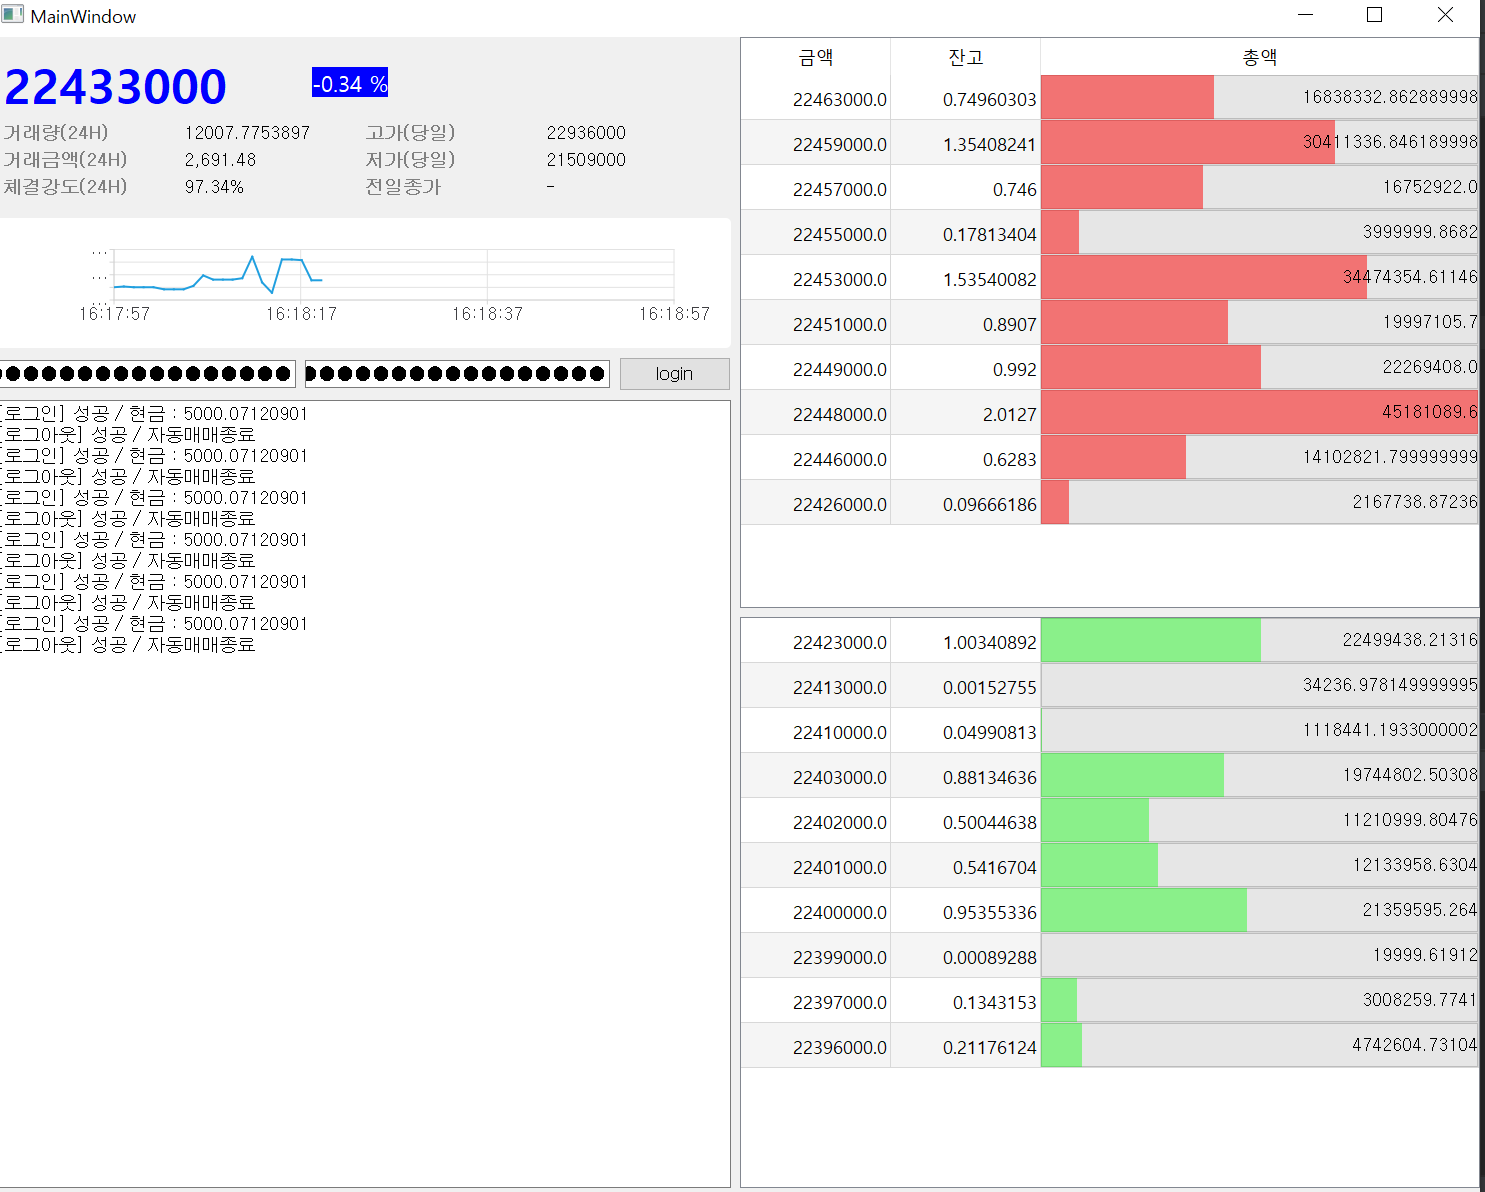 MainWindow
22433000 -0.34 %
거래량(24H) 12007.7753897 고가(당일) 22936000
거래금액(24H) 2,691.48 저가(당일) 21509000
체결강도(24H) 97.34% 전일종가 -
...
...
...
16:17:57 16:18:17 16:18:37 16:18:57
login
[로그인] 성공 / 현금 : 5000.07120901
[로그아웃] 성공 / 자동매매종료
[로그인] 성공 / 현금 : 5000.07120901
[로그아웃] 성공 / 자동매매종료
[로그인] 성공 / 현금 : 5000.07120901
[로그아웃] 성공 / 자동매매종료
[로그인] 성공 / 현금 : 5000.07120901
[로그아웃] 성공 / 자동매매종료
[로그인] 성공 / 현금 : 5000.07120901
[로그아웃] 성공 / 자동매매종료
[로그인] 성공 / 현금 : 5000.07120901
[로그아웃] 성공 / 자동매매종료
금액 잔고 총액
22463000.0 0.74960303 16838332.862889998
22459000.0 1.35408241 30411336.846189998
22457000.0 0.746 16752922.0
22455000.0 0.17813404 3999999.8682
22453000.0 1.53540082 34474354.61146
22451000.0 0.8907 19997105.7
22449000.0 0.992 22269408.0
22448000.0 2.0127 45181089.6
22446000.0 0.6283 14102821.799999999
22426000.0 0.09666186 2167738.87236
22423000.0 1.00340892 22499438.21316
22413000.0 0.00152755 34236.978149999995
22410000.0 0.04990813 1118441.1933000002
22403000.0 0.88134636 19744802.50308
22402000.0 0.50044638 11210999.80476
22401000.0 0.5416704 12133958.6304
22400000.0 0.95355336 21359595.264
22399000.0 0.00089288 19999.61912
22397000.0 0.1343153 3008259.7741
22396000.0 0.21176124 4742604.73104